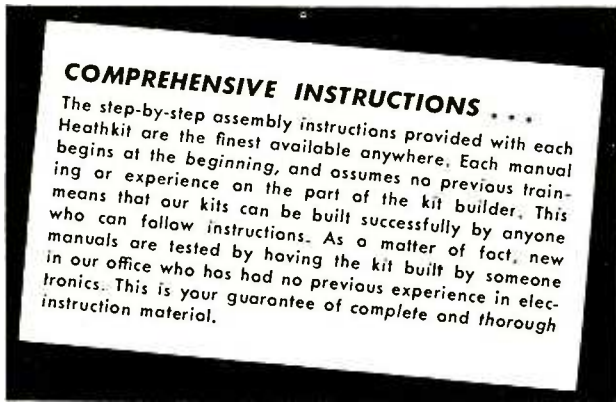 COMPREHENSIVE INSTRUCTIONS . . .
The step-by-step assembly instructions provided with each
Heathkit are the finest available anywhere. Each manual
begins at the beginning, and assumes no previous train-
ing or experience on the part of the kit builder. This
means that our kits can be built successfully by anyone
who can follow instructions. As a matter of fact, new
manuals are tested by having the kit built by someone
in our office who has had no previous experience in elec-
tronics. This is your guarantee of complete and thorough
instruction material.